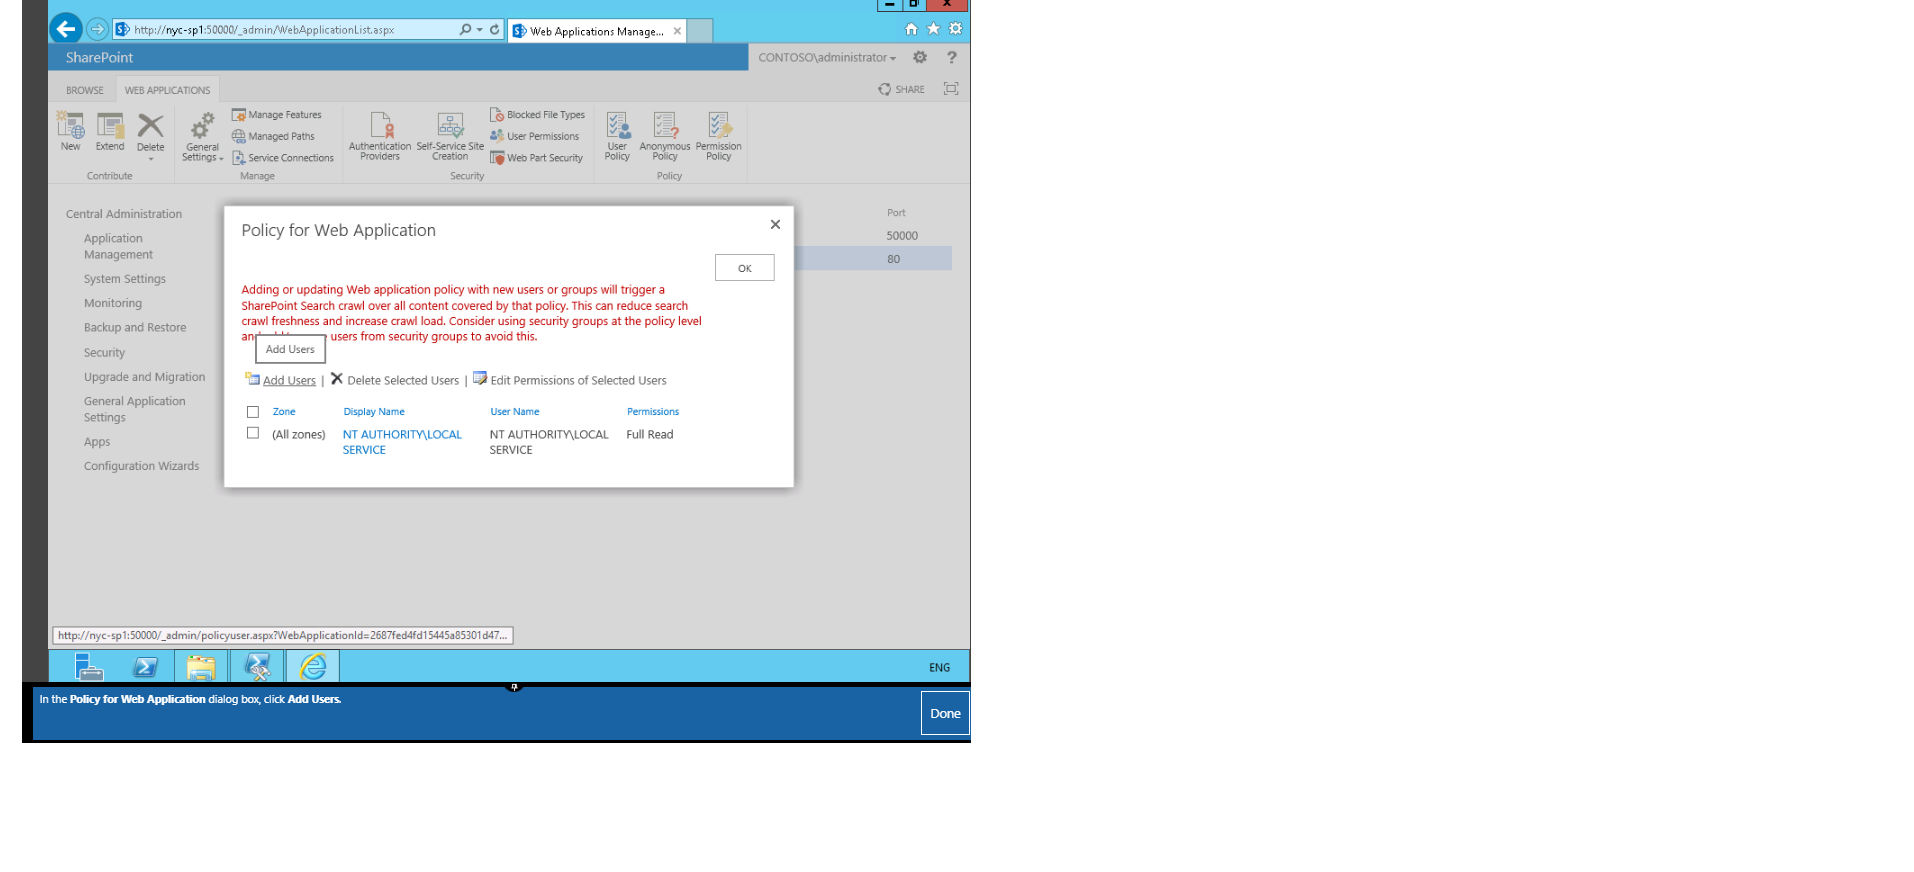 http://nyc-sp1:50000/_admin/WebApplicationList.aspx
Web Applications Manage...
SharePoint
CONTOSO\administrator
?
BROWSE
WEB APPLICATIONS
SHARE
New
Extend
Delete
General Settings
Manage Features
Managed Paths
Service Connections
Authentication Providers
Self-Service Site Creation
Blocked File Types
User Permissions
Web Part Security
User Policy
Anonymous Policy
Permission Policy
Contribute
Manage
Security
Policy
Central Administration
Application Management
System Settings
Monitoring
Backup and Restore
Security
Upgrade and Migration
General Application Settings
Apps
Configuration Wizards
Port
50000
80
Policy for Web Application
OK
Adding or updating Web application policy with new users or groups will trigger a
SharePoint Search crawl over all content covered by that policy. This can reduce search
crawl freshness and increase crawl load. Consider using security groups at the policy level
users from security groups to avoid this.
Add Users
Add Users | Delete Selected Users | Edit Permissions of Selected Users
Zone Display Name User Name Permissions
(All zones) NT AUTHORITY\LOCAL SERVICE NT AUTHORITY\LOCAL SERVICE Full Read
http://nyc-sp1:50000/_admin/policyuser.aspx?WebApplicationId=2687fed4fd15445a85301d47...
ENG
In the Policy for Web Application dialog box, click Add Users.
Done